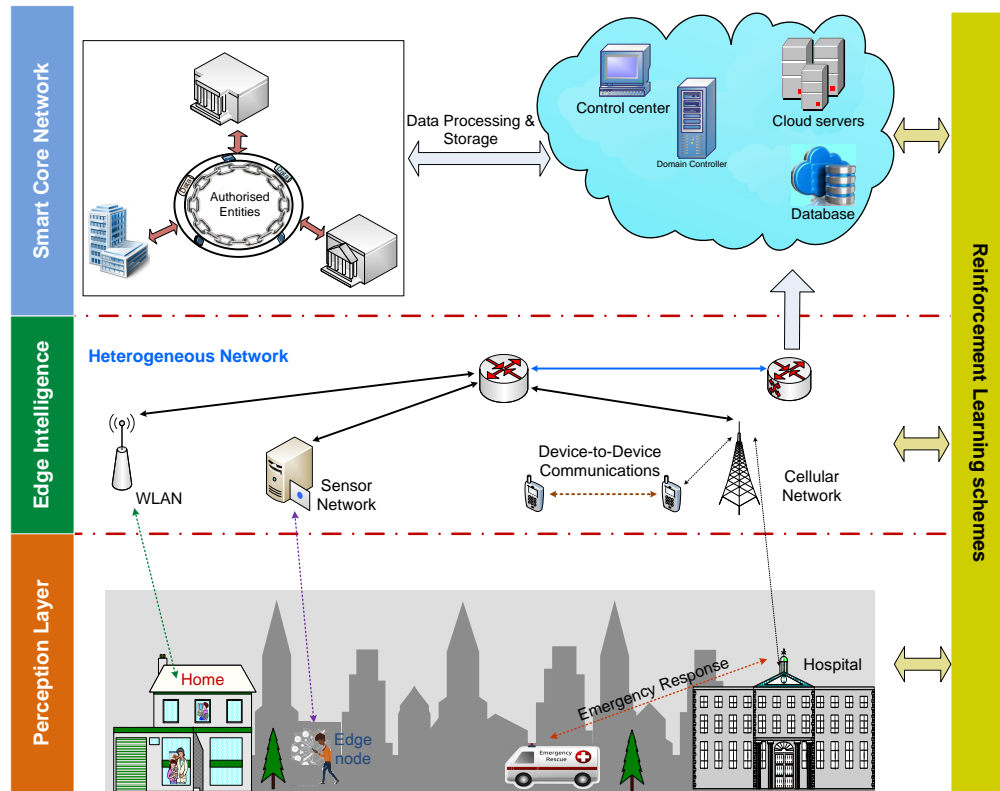 Smart Core Network
Authorised
Entities
Data Processing &
Storage
Control center
Domain Controller
Cloud servers
Database
Reinforcement Learning schemes
Edge Intelligence
Heterogeneous Network
WLAN
Sensor
Network
Device-to-Device
Communications
Cellular
Network
Perception Layer
Home
Edge
node
Emergency Response
Emergency
Rescue
Hospital